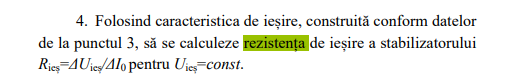 4. Folosind caracteristica de ieșire, construită conform datelor
de la punctul 3, să se calculeze rezistența de ieșire a stabilizatorului
Rieș=ΔUieș/ΔI0 pentru Uieș=const.